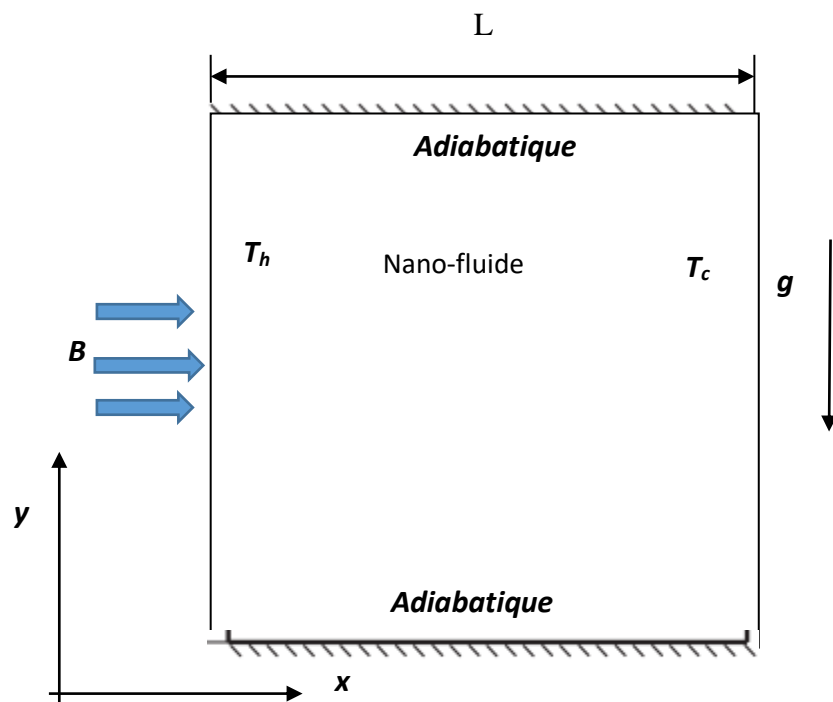 L
Adiabatique
T_h
Nano-fluide
T_c
g
B
y
Adiabatique
x